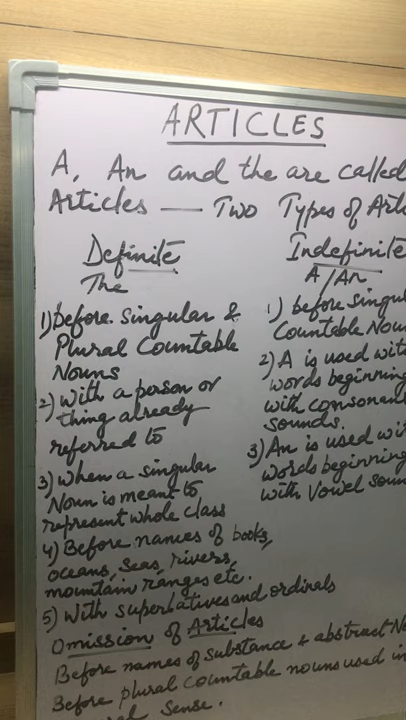 ARTICLES
A, An and the are called
Articles — Two Types of
Definite
The
1) before singular &
Plural Countable
Nouns
2) With a person or
thing already
referred to
3) When a singular
Noun is meant to
represent whole class
4) Before names of books,
oceans, seas, rivers,
mountain ranges etc.
5) With superlatives and ordinals
Indefinite
A/An
1) before
Countable
2) A is used
words beginning
with
sounds.
3) An is used
words beginning
with Vowel
Omission of Articles
Before names of substance & abstract
Before plural countable nouns used in
sense.